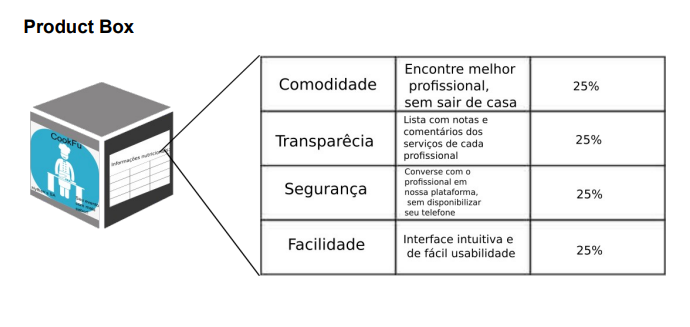 Product Box
CookFu
Informações nutricionais
Comodidade
Encontre melhor
profissional,
sem sair de casa
25%
Transparêcia
Lista com notas e
comentários dos
serviços de cada
profissional
25%
Segurança
Converse com o
profissional em
nossa plataforma,
sem disponibilizar
seu telefone
25%
Facilidade
Interface intuitiva e
de fácil usabilidade
25%